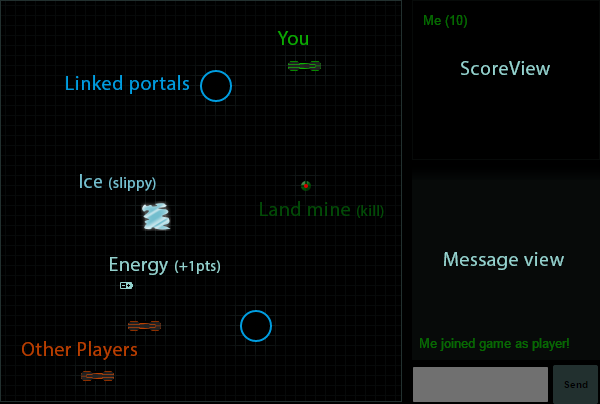 Me (10)
You
ScoreView
Linked portals
Ice (slippy)
Land mine (kill)
Energy (+1pts)
Message view
Other Players
Me joined game as player!
Send